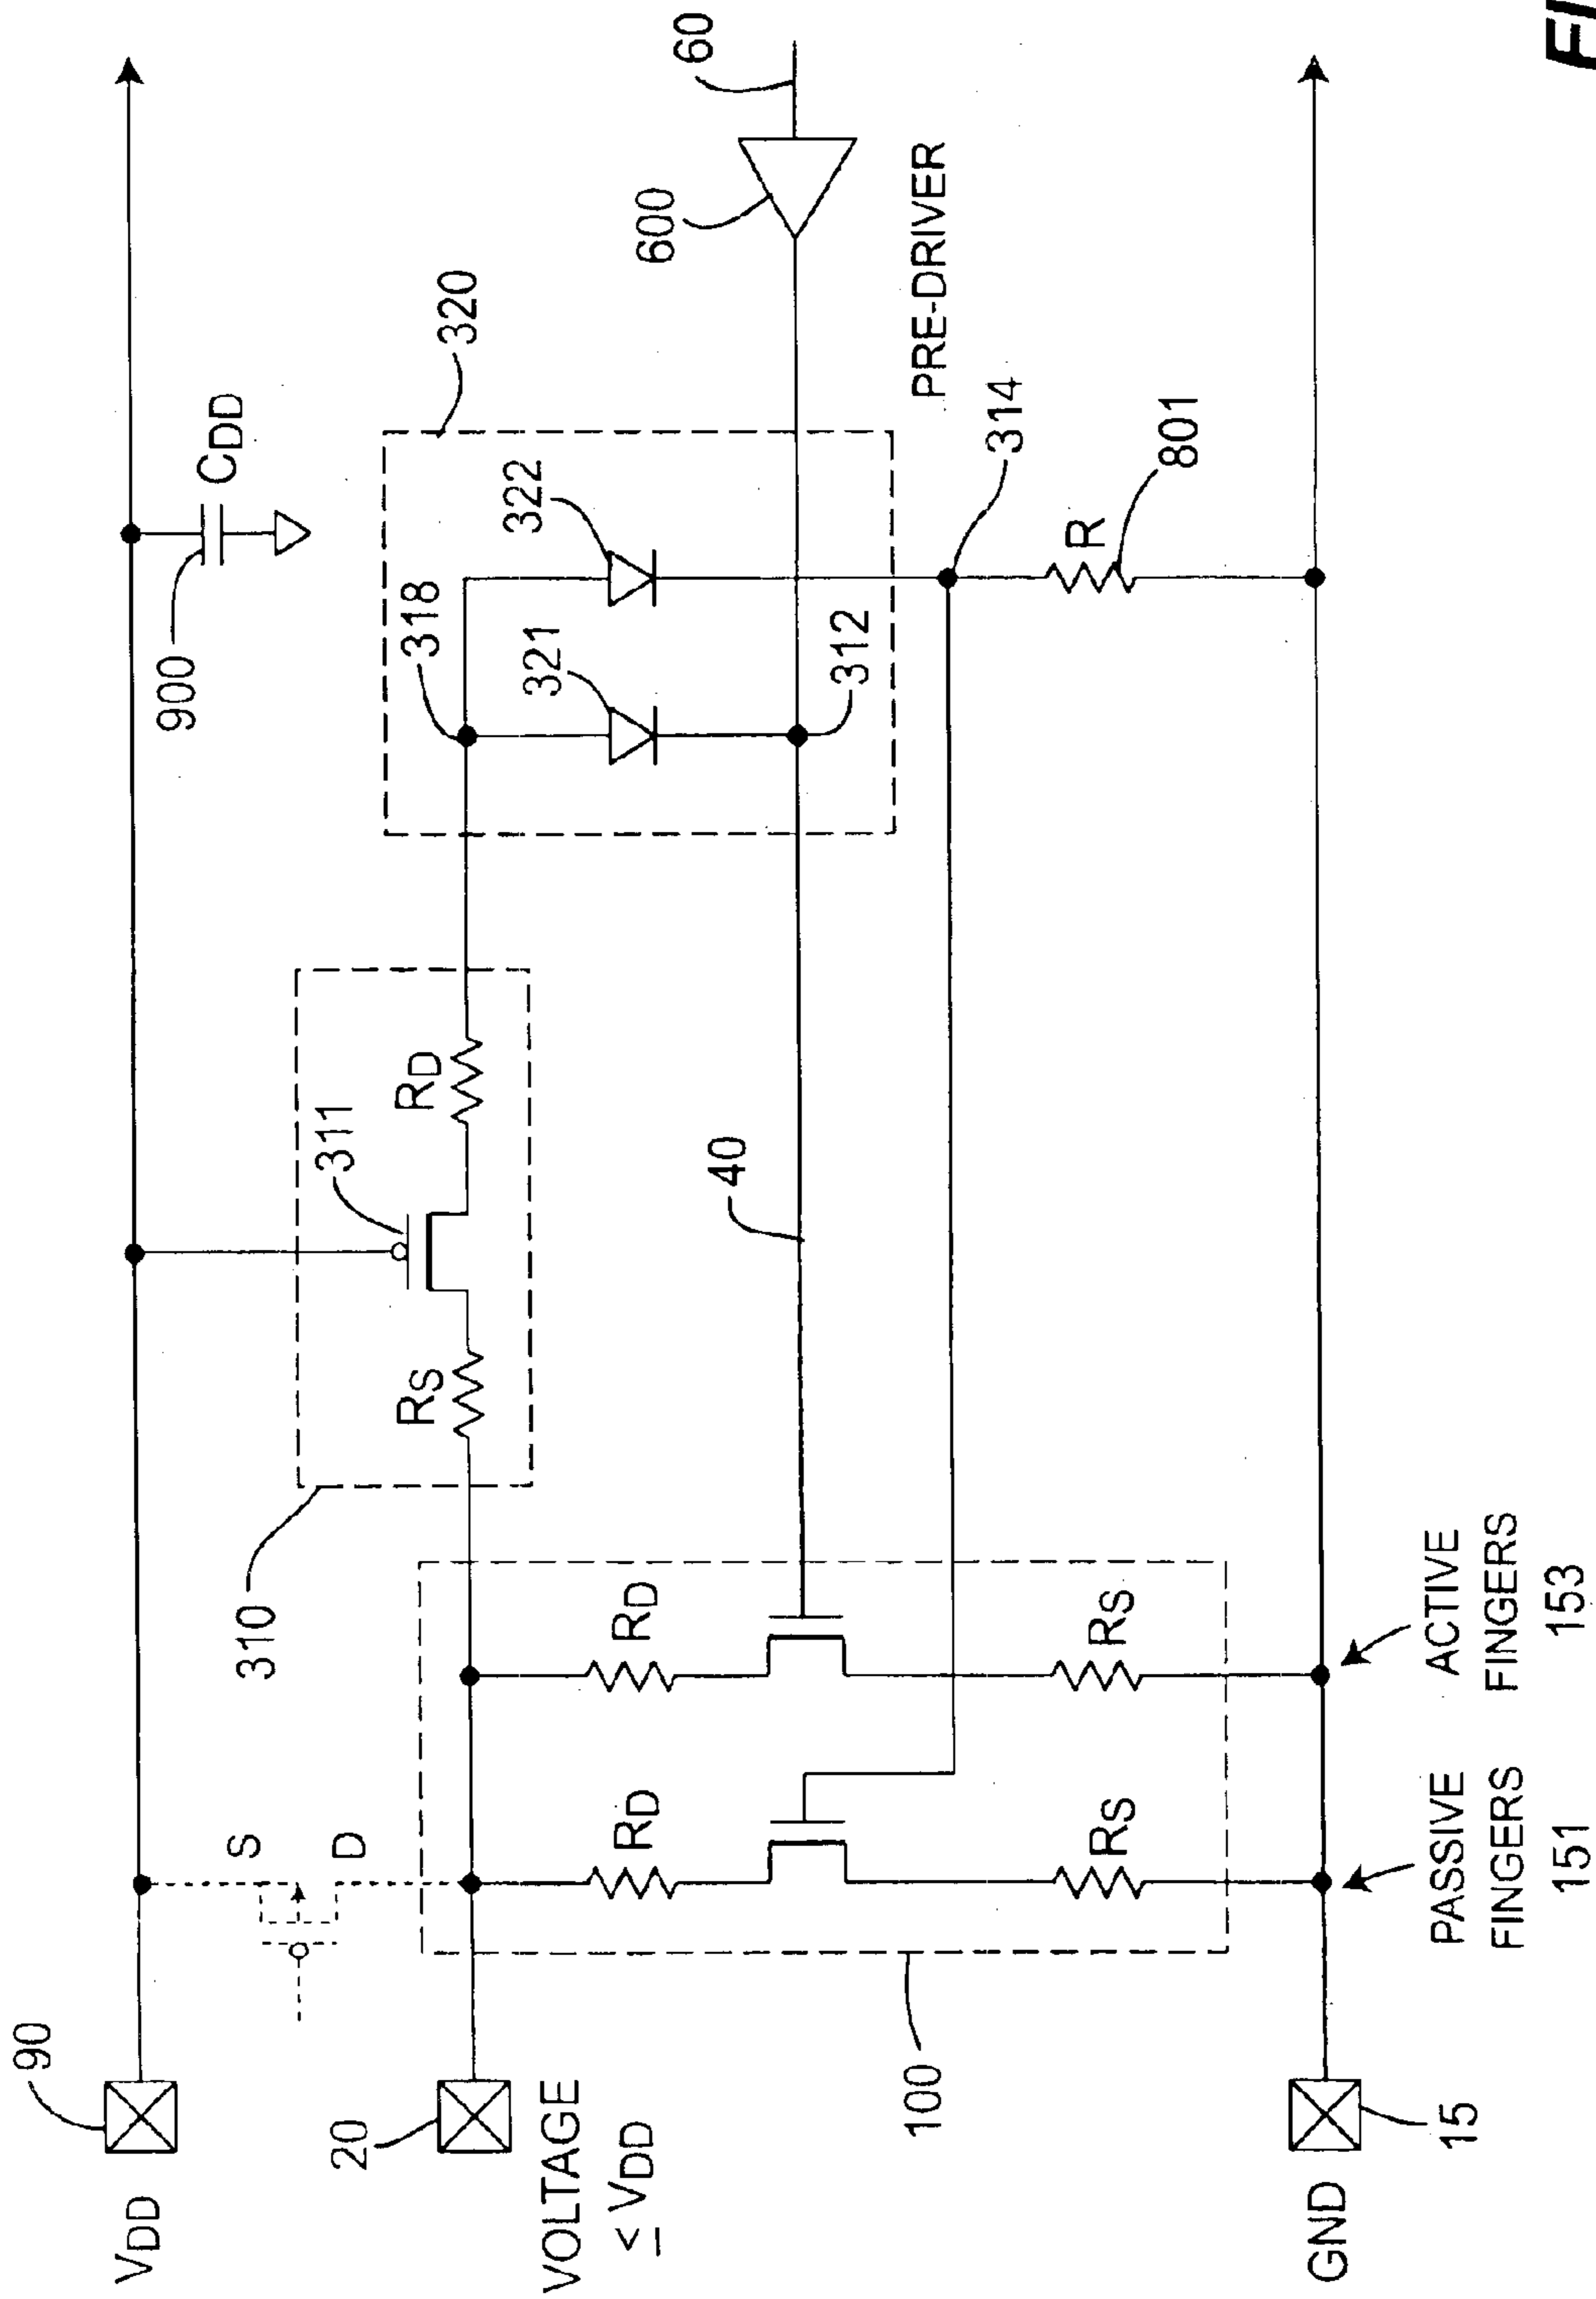 FI
90
VDD
S
D
20
VOLTAGE
≤ VDD
100
RD
RD
RS
RS
GND
15
PASSIVE
FINGERS
151
ACTIVE
FINGERS
153
310
RS
311
RD
40
900
CDD
318
320
321
322
312
314
R
801
600
60
PRE-DRIVER